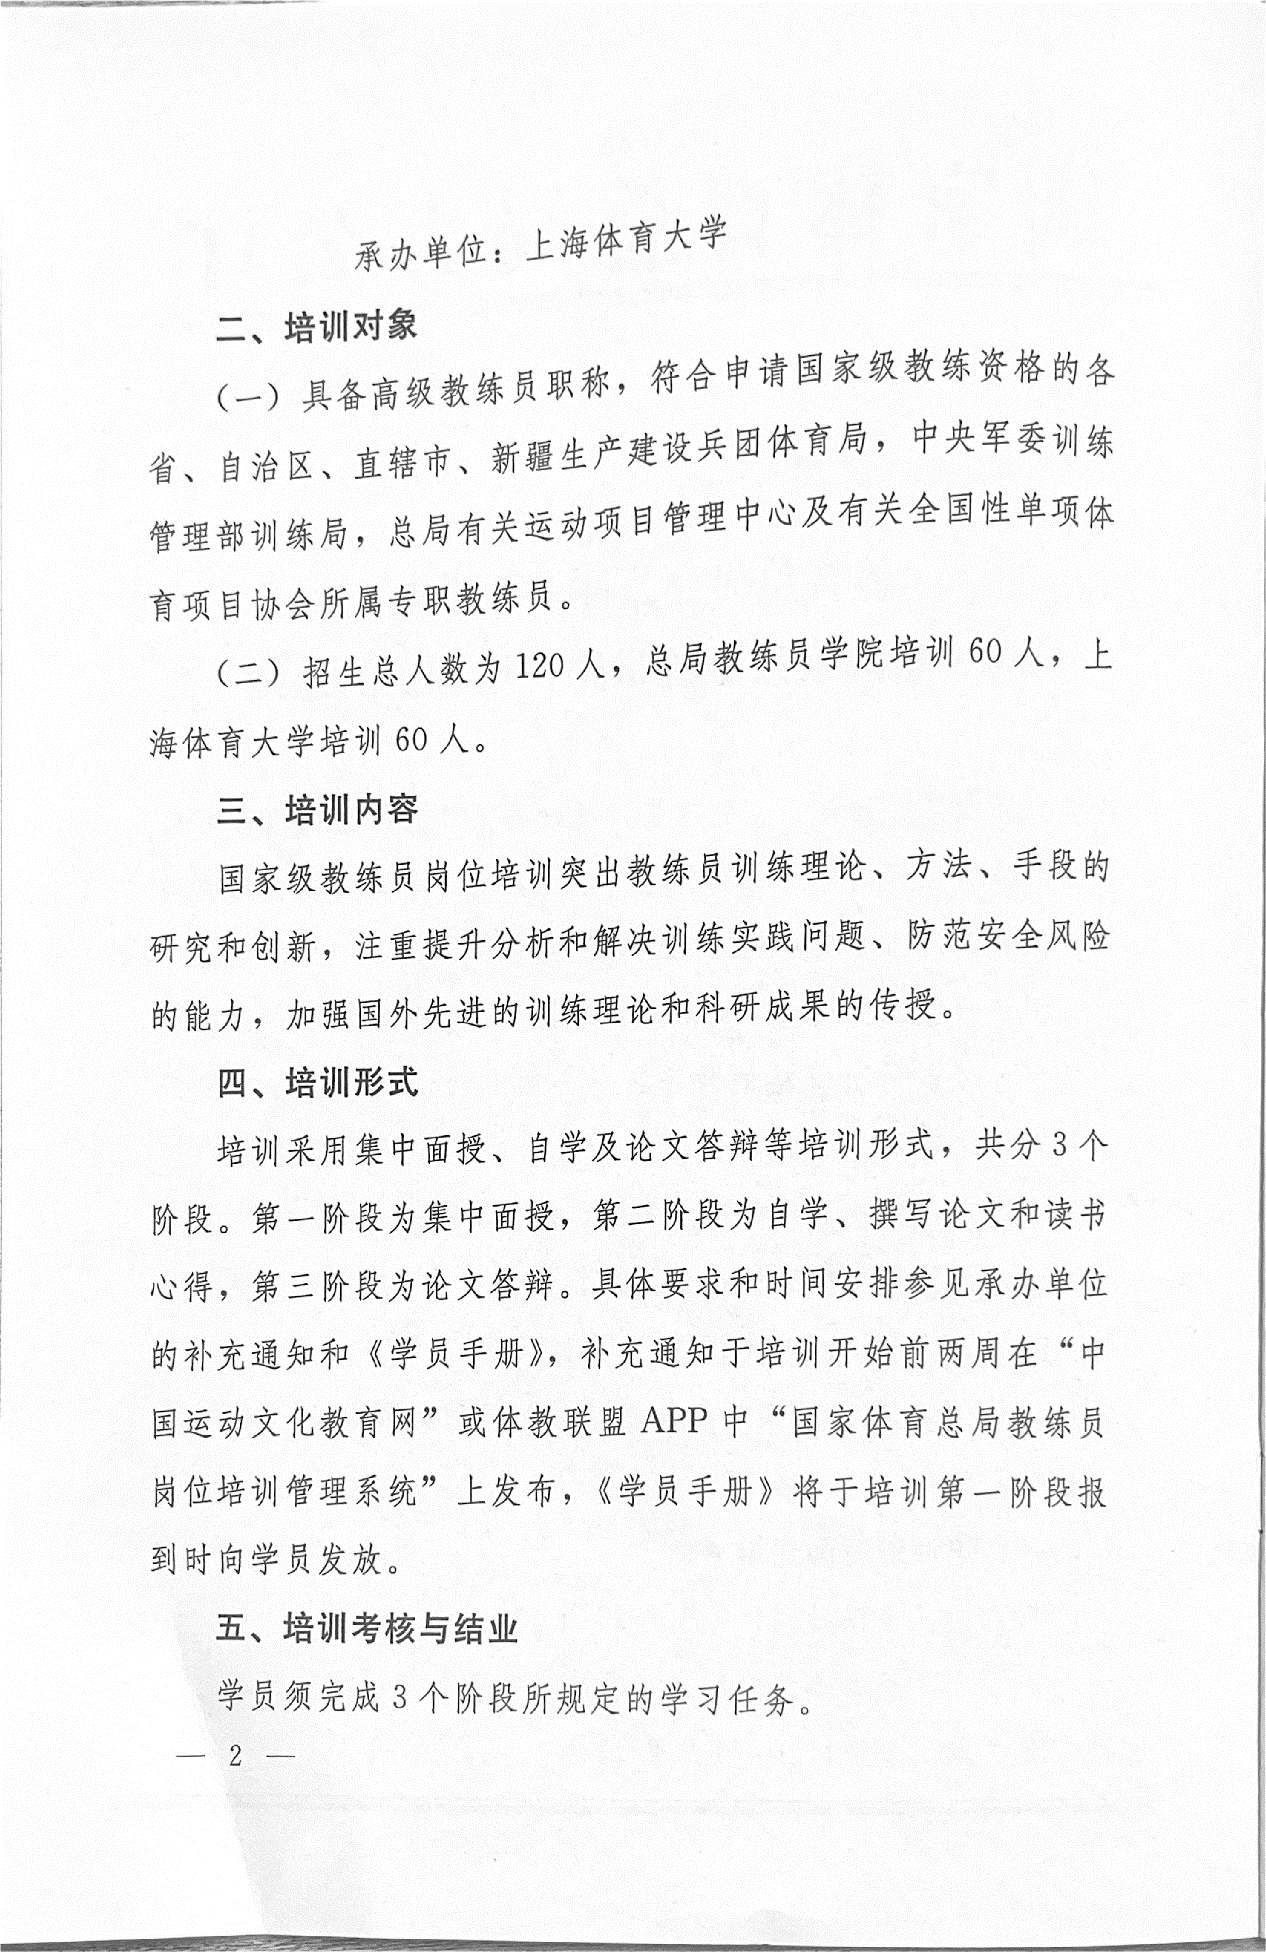 承办单位：上海体育大学
二、培训对象
（一）具备高级教练员职称，符合申请国家级教练资格的各
省、自治区、直辖市、新疆生产建设兵团体育局，中央军委训练
管理部训练局，总局有关运动项目管理中心及有关全国性单项体
育项目协会所属专职教练员。
（二）招生总人数为 120 人，总局教练员学院培训 60 人，上
海体育大学培训 60 人。
三、培训内容
国家级教练员岗位培训突出教练员训练理论、方法、手段的
研究和创新，注重提升分析和解决训练实践问题、防范安全风险
的能力，加强国外先进的训练理论和科研成果的传授。
四、培训形式
培训采用集中面授、自学及论文答辩等培训形式，共分 3 个
阶段。第一阶段为集中面授，第二阶段为自学、撰写论文和读书
心得，第三阶段为论文答辩。具体要求和时间安排参见承办单位
的补充通知和《学员手册》，补充通知于培训开始前两周在“中
国运动文化教育网”或体教联盟 APP 中“国家体育总局教练员
岗位培训管理系统”上发布，《学员手册》将于培训第一阶段报
到时向学员发放。
五、培训考核与结业
学员须完成 3 个阶段所规定的学习任务。
— 2 —